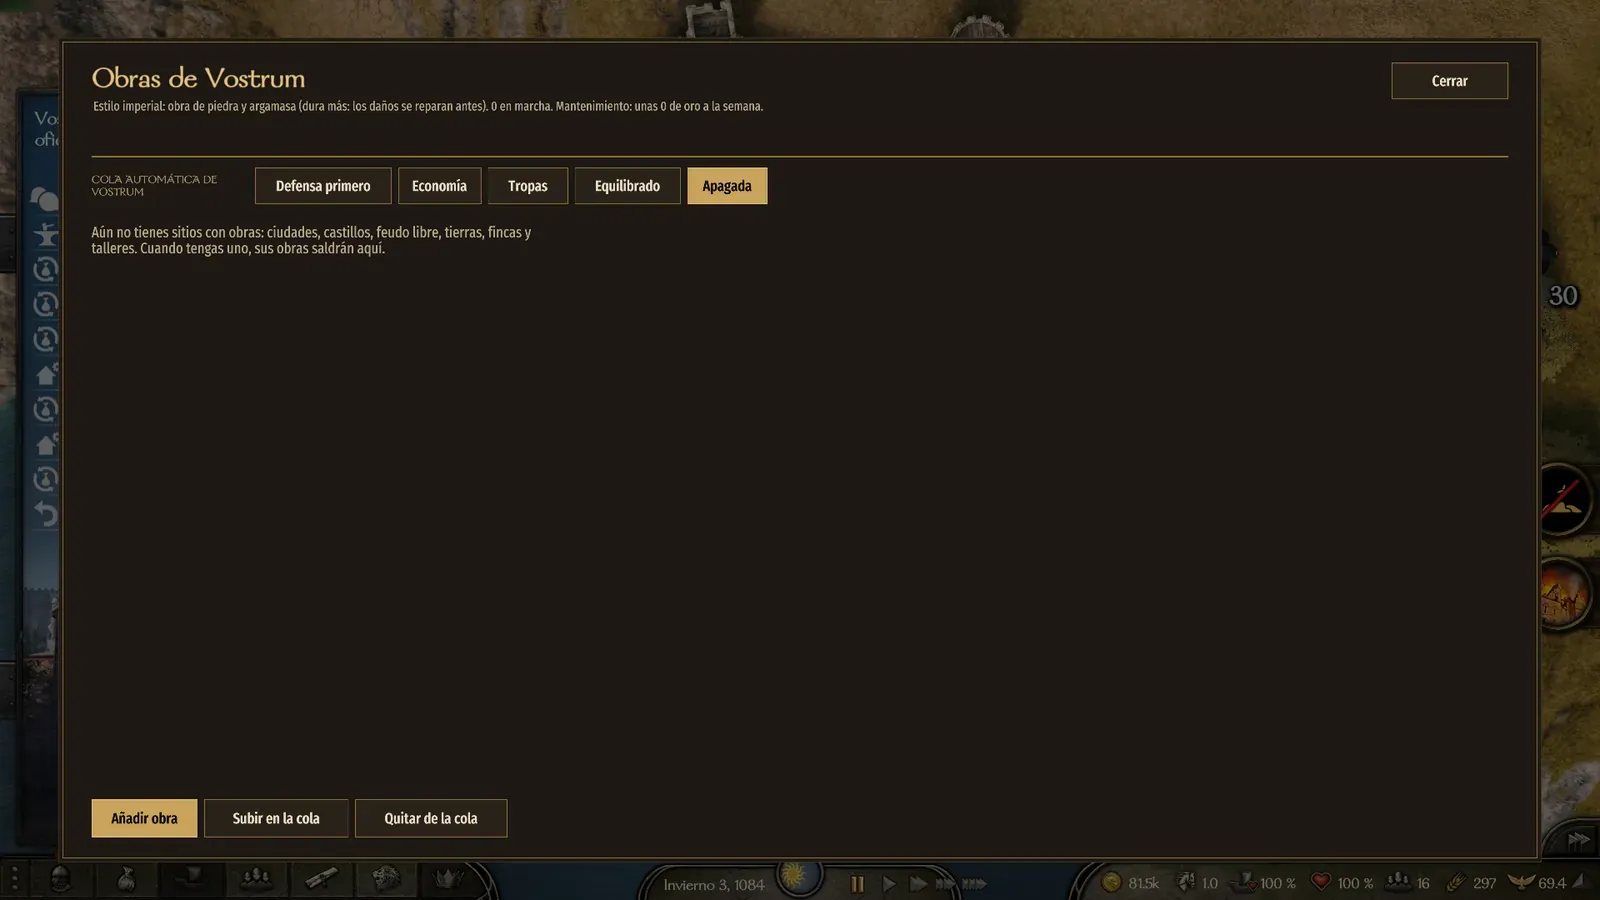 Obras de Vostrum
Cerrar
Estilo imperial: obra de piedra y argamasa (dura más: los daños se reparan antes). 0 en marcha. Mantenimiento: unas 0 de oro a la semana.
COLA AUTOMÁTICA DE
VOSTRUM
Defensa primero
Economía
Tropas
Equilibrado
Apagada
Aún no tienes sitios con obras: ciudades, castillos, feudo libre, tierras, fincas y
talleres. Cuando tengas uno, sus obras saldrán aquí.
30
Añadir obra
Subir en la cola
Quitar de la cola
Invierno 3, 1084
81.5k
1.0
100 %
100 %
16
297
69.4